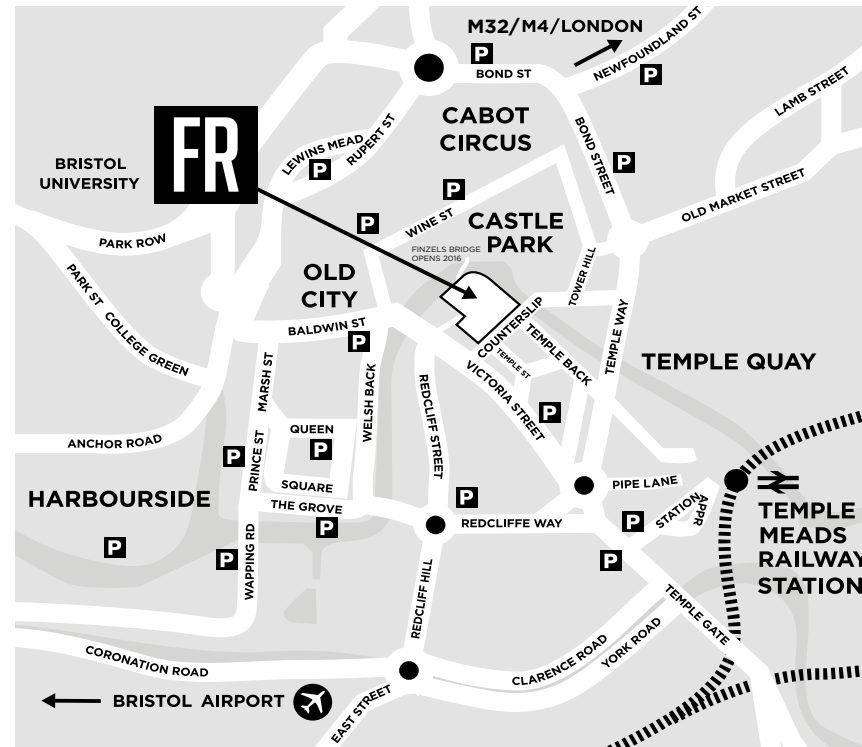 M32/M4/LONDON
P
BOND ST
NEWFOUNDLAND ST
P
LAMB STREET
CABOT
CIRCUS
FR
BRISTOL
UNIVERSITY
LEWINS MEAD
P
RUPERT ST
BOND STREET
P
OLD MARKET STREET
P
P
WINE ST
CASTLE
PARK
PARK ROW
FINZELS BRIDGE
OPENS 2016
OLD
CITY
TOWER HILL
PARK ST
COLLEGE GREEN
BALDWIN ST
P
COUNTERSLIP
TEMPLE ST
TEMPLE BACK
TEMPLE WAY
TEMPLE QUAY
MARSH ST
WELSH BACK
REDCLIFF STREET
VICTORIA STREET
P
ANCHOR ROAD
QUEEN
P
SQUARE
P
PRINCE ST
HARBOURSIDE
THE GROVE
P
P
REDCLIFFE WAY
PIPE LANE
STATION
APPR
P
TEMPLE
MEADS
RAILWAY
STATION
P
P
WAPPING RD
P
REDCLIFF HILL
TEMPLE GATE
CORONATION ROAD
CLARENCE ROAD
YORK ROAD
BRISTOL AIRPORT
EAST STREET